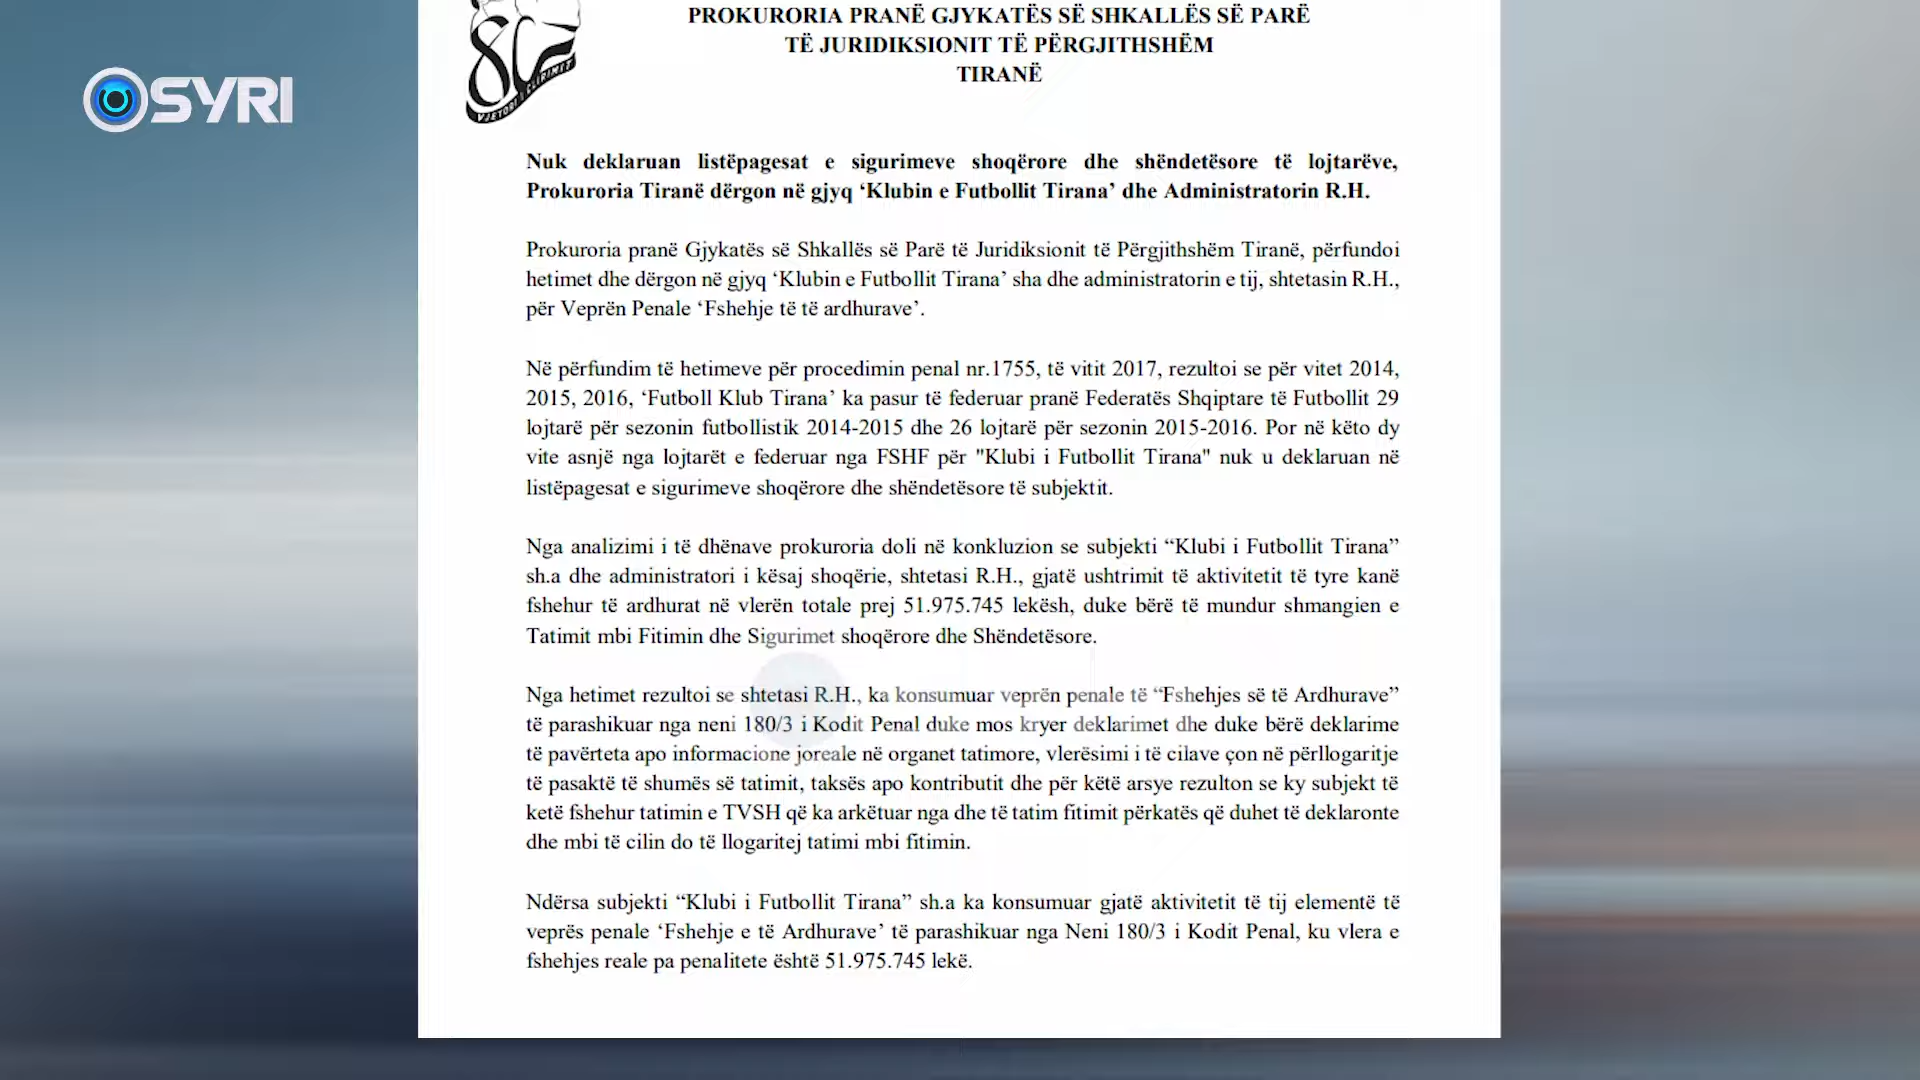 PROKURORIA PRANË GJYKATËS SË SHKALLËS SË PARË
TË JURIDIKSIONIT TË PËRGJITHSHËM
TIRANË
VJETORI I ÇLIRIMIT
SYRI
Nuk deklaruan listëpagesat e sigurimeve shoqërore dhe shëndetësore të lojtarëve,
Prokuroria Tiranë dërgon në gjyq ‘Klubin e Futbollit Tirana’ dhe Administratorin R.H.
Prokuroria pranë Gjykatës së Shkallës së Parë të Juridiksionit të Përgjithshëm Tiranë, përfundoi
hetimet dhe dërgon në gjyq ‘Klubin e Futbollit Tirana’ sha dhe administratorin e tij, shtetasin R.H.,
për Veprën Penale ‘Fshehje të të ardhurave’.
Në përfundim të hetimeve për procedimin penal nr.1755, të vitit 2017, rezultoi se për vitet 2014,
2015, 2016, ‘Futboll Klub Tirana’ ka pasur të federuar pranë Federatës Shqiptare të Futbollit 29
lojtarë për sezonin futbollistik 2014-2015 dhe 26 lojtarë për sezonin 2015-2016. Por në këto dy
vite asnjë nga lojtarët e federuar nga FSHF për "Klubi i Futbollit Tirana" nuk u deklaruan në
listëpagesat e sigurimeve shoqërore dhe shëndetësore të subjektit.
Nga analizimi i të dhënave prokuroria doli në konkluzion se subjekti “Klubi i Futbollit Tirana”
sh.a dhe administratori i kësaj shoqërie, shtetasi R.H., gjatë ushtrimit të aktivitetit të tyre kanë
fshehur të ardhurat në vlerën totale prej 51.975.745 lekësh, duke bërë të mundur shmangien e
Tatimit mbi Fitimin dhe Sigurimet shoqërore dhe Shëndetësore.
Nga hetimet rezultoi se shtetasi R.H., ka konsumuar veprën penale të “Fshehjes së të Ardhurave”
të parashikuar nga neni 180/3 i Kodit Penal duke mos kryer deklarimet dhe duke bërë deklarime
të pavërteta apo informacione joreale në organet tatimore, vlerësimi i të cilave çon në përllogaritje
të pasaktë të shumës së tatimit, taksës apo kontributit dhe për këtë arsye rezulton se ky subjekt të
ketë fshehur tatimin e TVSH që ka arkëtuar nga dhe të tatim fitimit përkatës që duhet të deklaronte
dhe mbi të cilin do të llogaritej tatimi mbi fitimin.
Ndërsa subjekti “Klubi i Futbollit Tirana” sh.a ka konsumuar gjatë aktivitetit të tij elementë të
veprës penale ‘Fshehje e të Ardhurave’ të parashikuar nga Neni 180/3 i Kodit Penal, ku vlera e
fshehjes reale pa penalitete është 51.975.745 lekë.